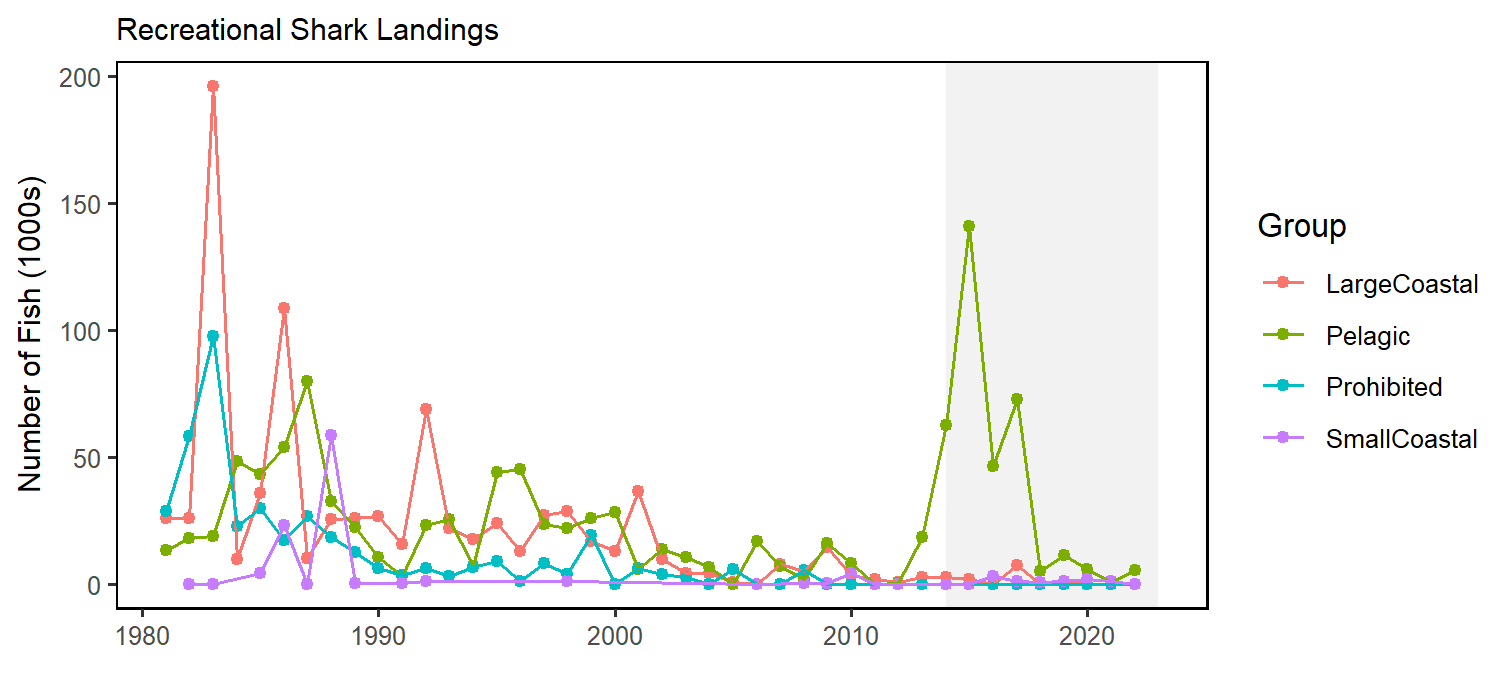 Recreational Shark Landings
Number of Fish (1000s)
200
150
100
50
0
1980
1990
2000
2010
2020
Group
LargeCoastal
Pelagic
Prohibited
SmallCoastal